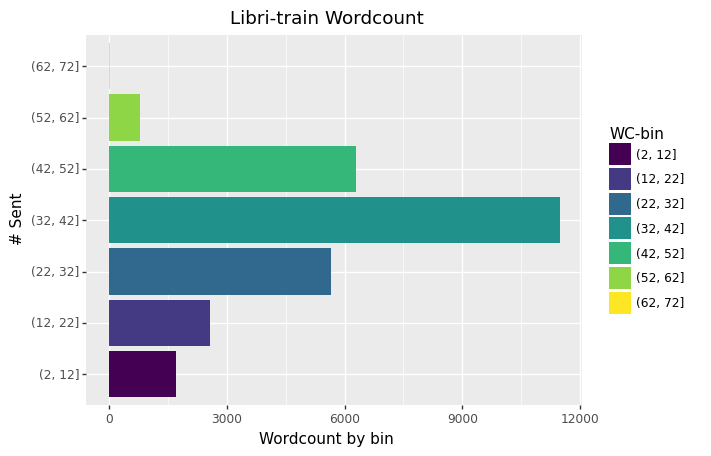 Libri-train Wordcount
(62, 72]
(52, 62]
(42, 52]
(32, 42]
(22, 32]
(12, 22]
(2, 12]
# Sent
0 3000 6000 9000 12000
Wordcount by bin
WC-bin
(2, 12]
(12, 22]
(22, 32]
(32, 42]
(42, 52]
(52, 62]
(62, 72]